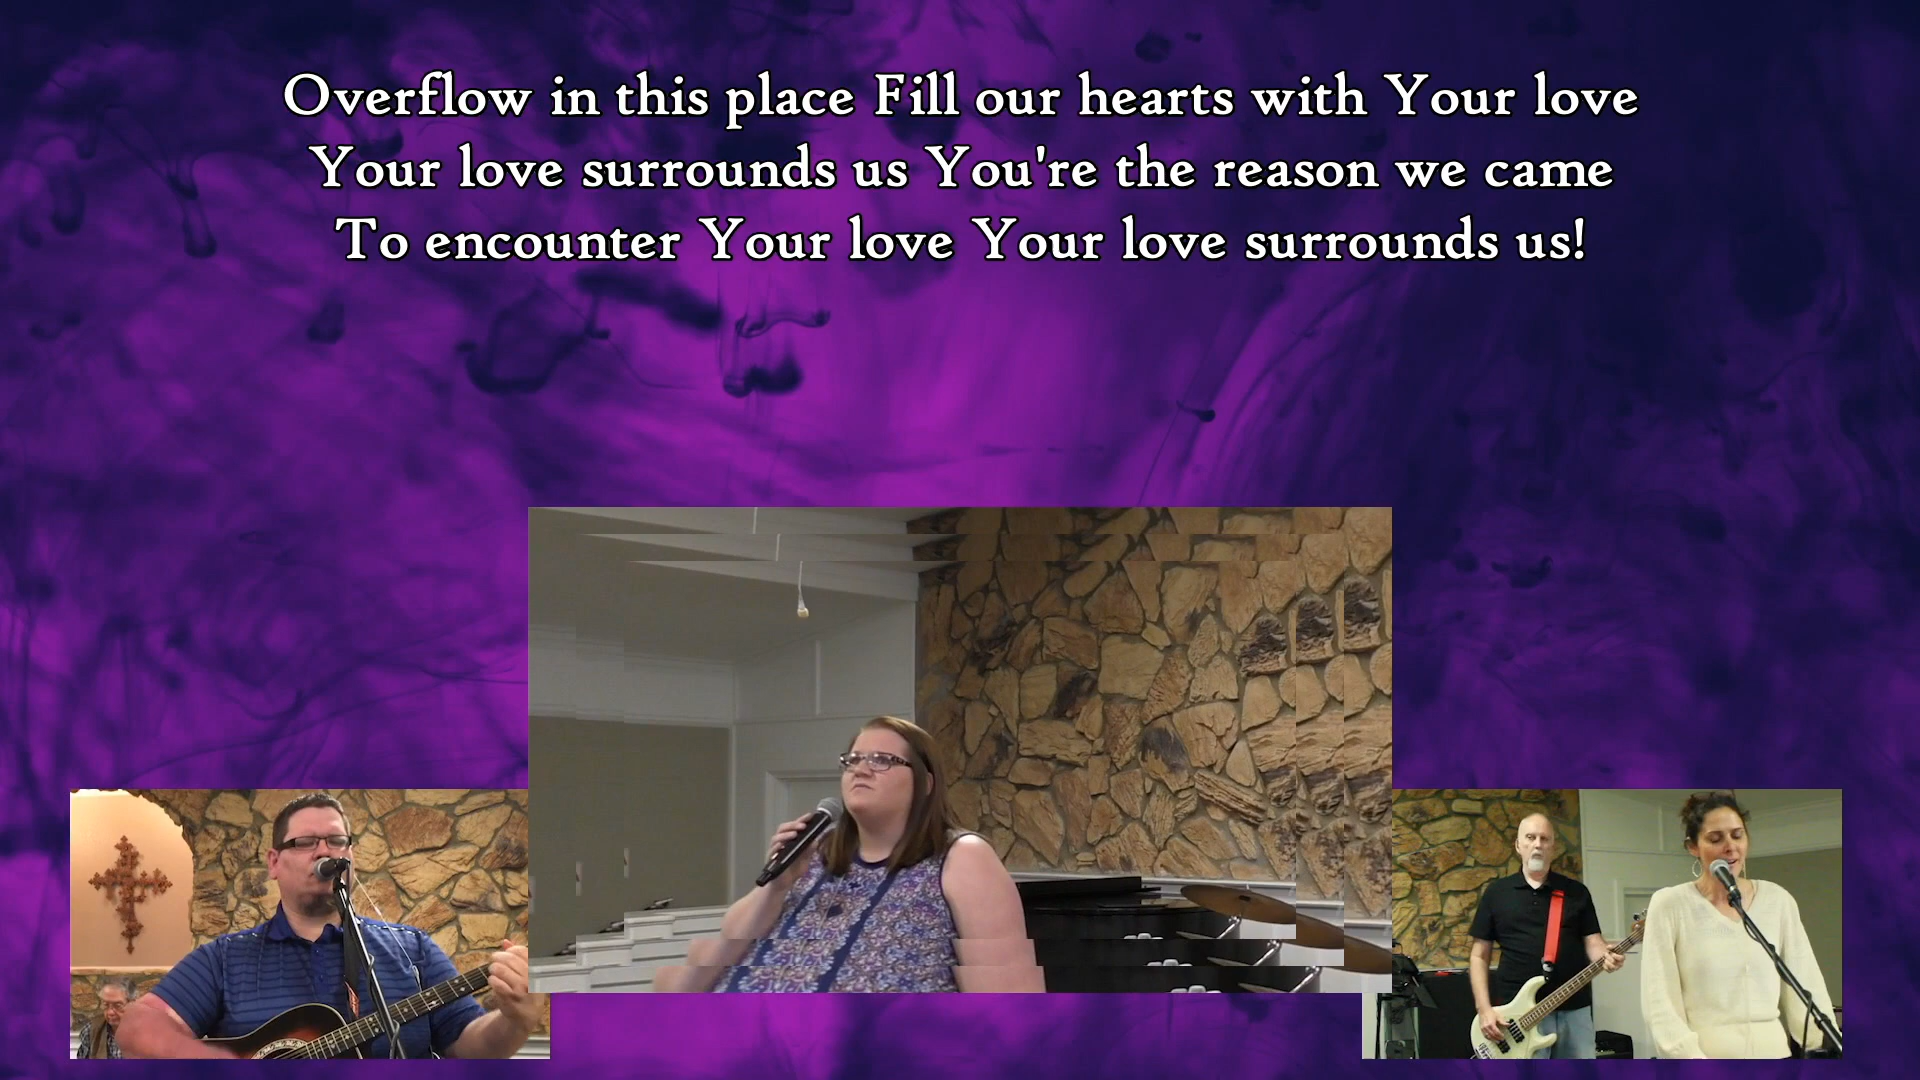 Overflow in this place Fill our hearts with Your love
Your love surrounds us You're the reason we came
To encounter Your love Your love surrounds us!